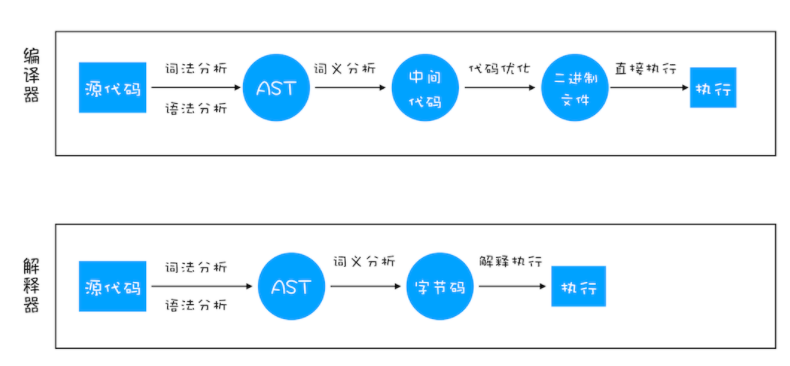 编译器
源代码
词法分析
语法分析
AST
词义分析
中间
代码
代码优化
二进制
文件
直接执行
执行
解释器
源代码
词法分析
语法分析
AST
词义分析
字节码
解释执行
执行